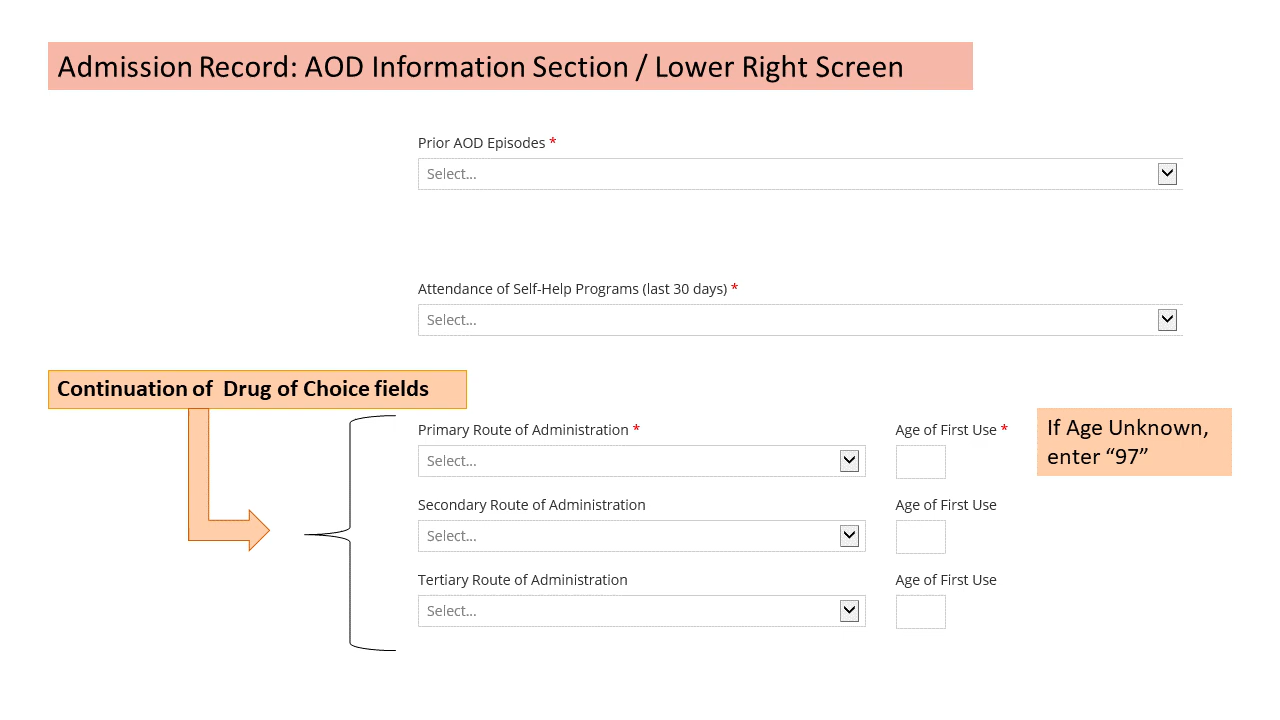 Admission Record: AOD Information Section / Lower Right Screen
Prior AOD Episodes *
Select...
Attendance of Self-Help Programs (last 30 days) *
Select...
Continuation of  Drug of Choice fields
Primary Route of Administration *
Select...
Age of First Use *
If Age Unknown,
enter “97”
Secondary Route of Administration
Select...
Age of First Use
Tertiary Route of Administration
Select...
Age of First Use